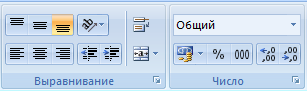 Общий
% 000 ,00 ,00
,0 ,0
Выравнивание Число